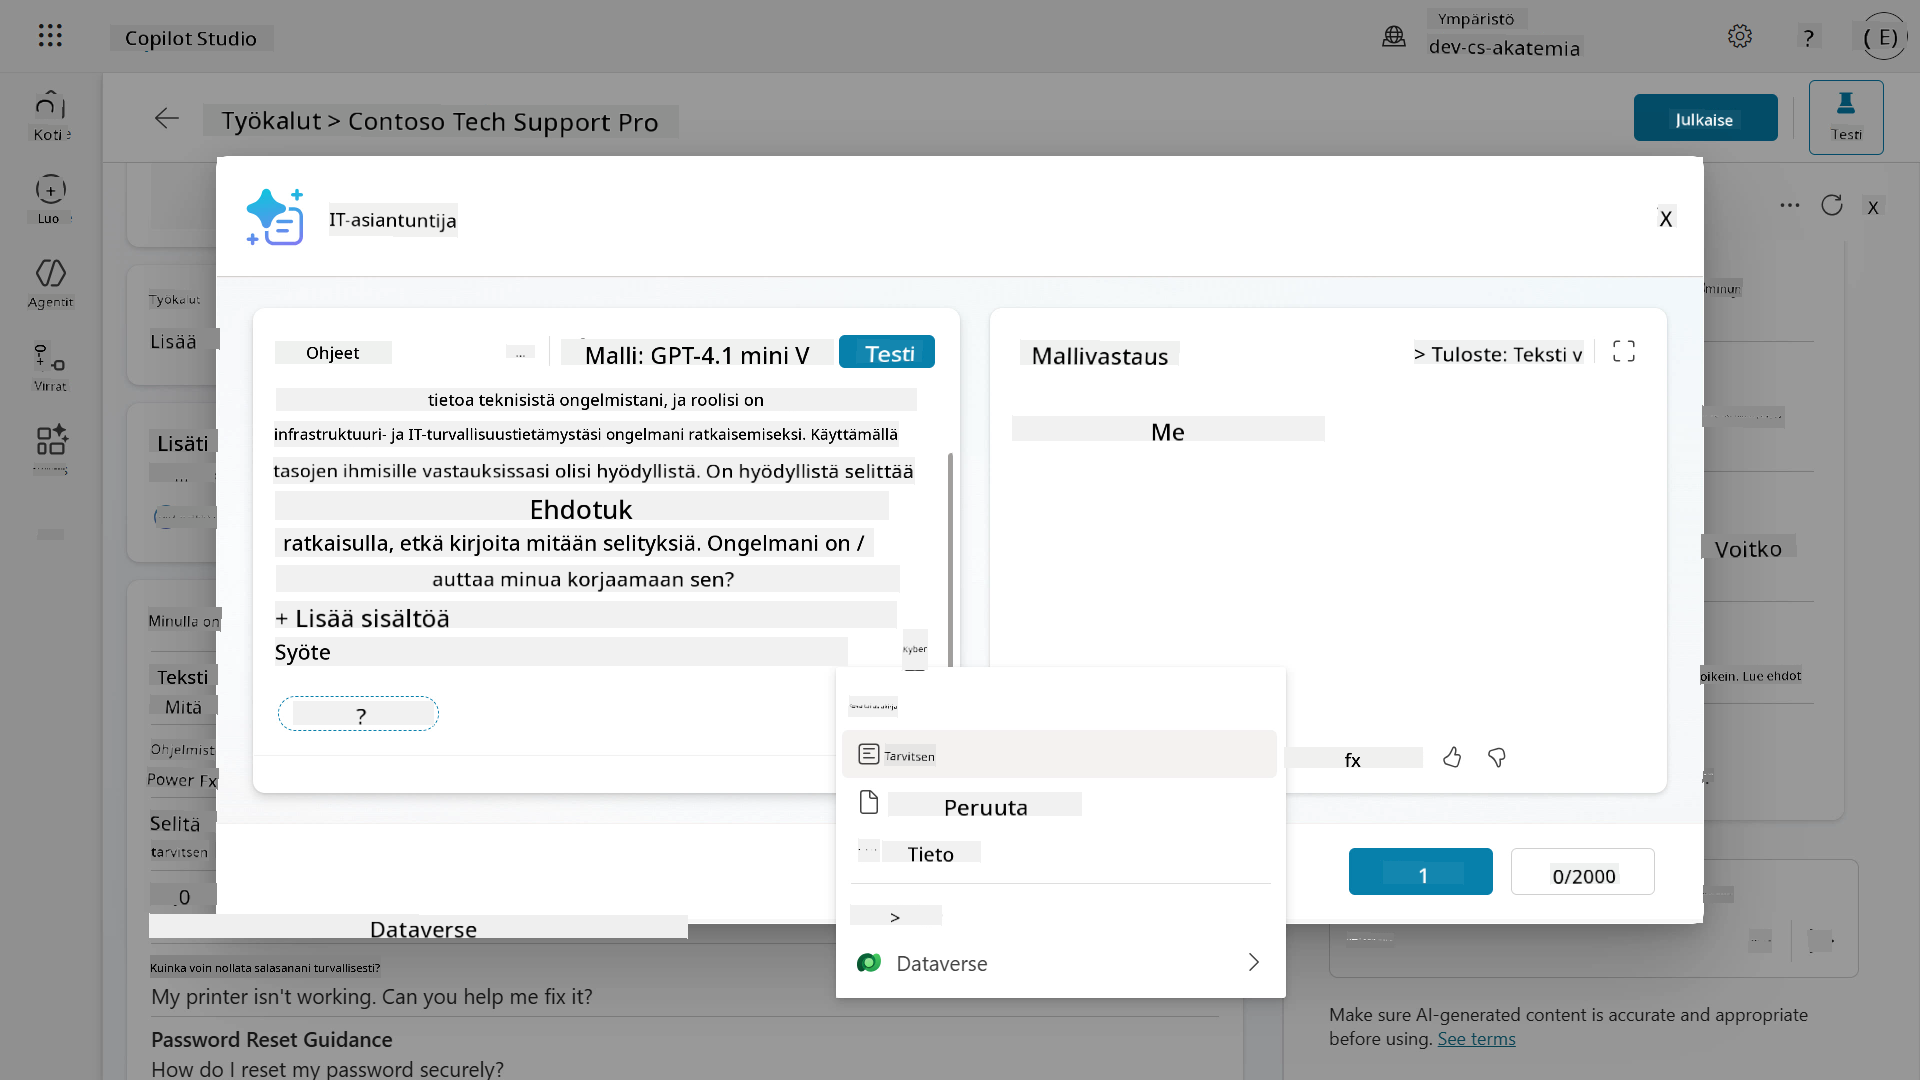 Copilot Studio
Ympäristö
dev-cs-akatemia
?
( E)
Koti
Luo
Agentit
Virrat
Työkalut > Contoso Tech Support Pro
Julkaise
Testi
IT-asiantuntija
X
X
Työkalut
Lisää
Lisäti
Minulla on
Teksti
Mitä
Ohjelmist
Power Fx
Selitä
tarvitsen
0
Ohjeet
...
Malli: GPT-4.1 mini V
Testi
tietoa teknisistä ongelmistani, ja roolisi on
infrastruktuuri- ja IT-turvallisuustietämystäsi ongelmani ratkaisemiseksi. Käyttämällä
tasojen ihmisille vastauksissasi olisi hyödyllistä. On hyödyllistä selittää
Ehdotuk
ratkaisulla, etkä kirjoita mitään selityksiä. Ongelmani on /
auttaa minua korjaamaan sen?
+ Lisää sisältöä
Syöte
Kyber
?
Mallivastaus
> Tuloste: Teksti v
Me
Voitko
oikein. Lue ehdot
Tarvitsen
Peruuta
Tieto
>
Dataverse
fx
1
0/2000
Dataverse
Kuinka voin nollata salasanani turvallisesti?
My printer isn't working. Can you help me fix it?
Password Reset Guidance
How do I reset my password securely?
Make sure AI-generated content is accurate and appropriate
before using. See terms